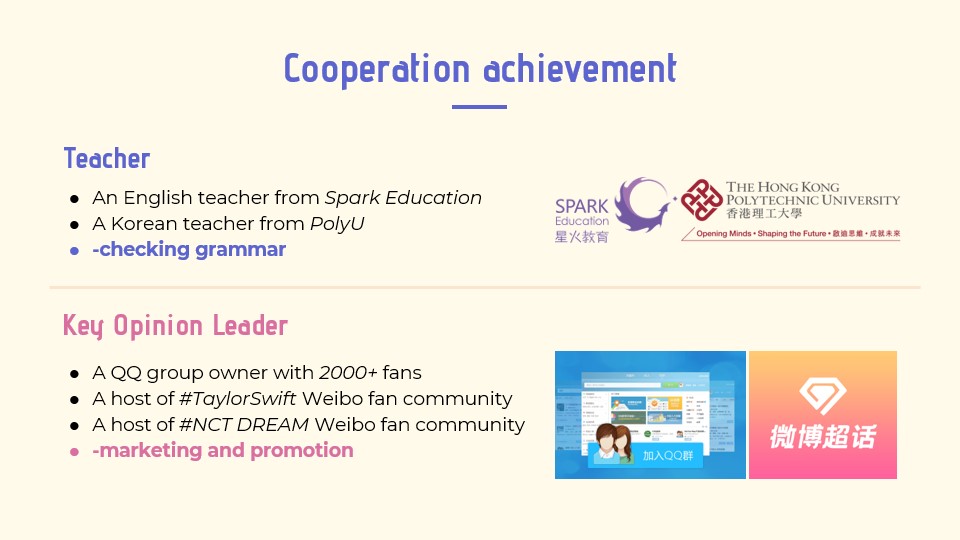 Cooperation achievement
Teacher
● An English teacher from Spark Education
● A Korean teacher from PolyU
● -checking grammar
SPARK
Education
星火教育
THE HONG KONG
POLYTECHNIC UNIVERSITY
香港理工大學
Opening Minds • Shaping the Future • 啟迪思維 • 成就未來
Key Opinion Leader
● A QQ group owner with 2000+ fans
● A host of #TaylorSwift Weibo fan community
● A host of #NCT DREAM Weibo fan community
● -marketing and promotion
加入QQ群
微博超话